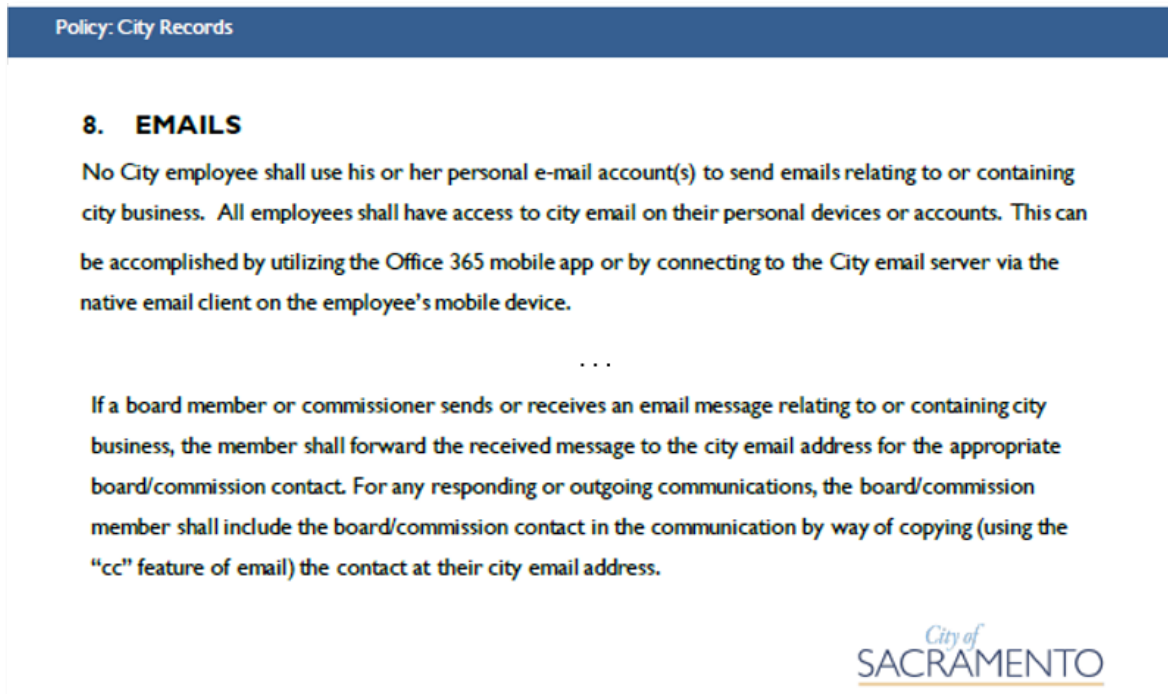 Policy: City Records
8. EMAILS
No City employee shall use his or her personal e-mail account(s) to send emails relating to or containing
city business. All employees shall have access to city email on their personal devices or accounts. This can
be accomplished by utilizing the Office 365 mobile app or by connecting to the City email server via the
native email client on the employee's mobile device.
. . .
If a board member or commissioner sends or receives an email message relating to or containing city
business, the member shall forward the received message to the city email address for the appropriate
board/commission contact. For any responding or outgoing communications, the board/commission
member shall include the board/commission contact in the communication by way of copying (using the
“cc” feature of email) the contact at their city email address.
City of
SACRAMENTO